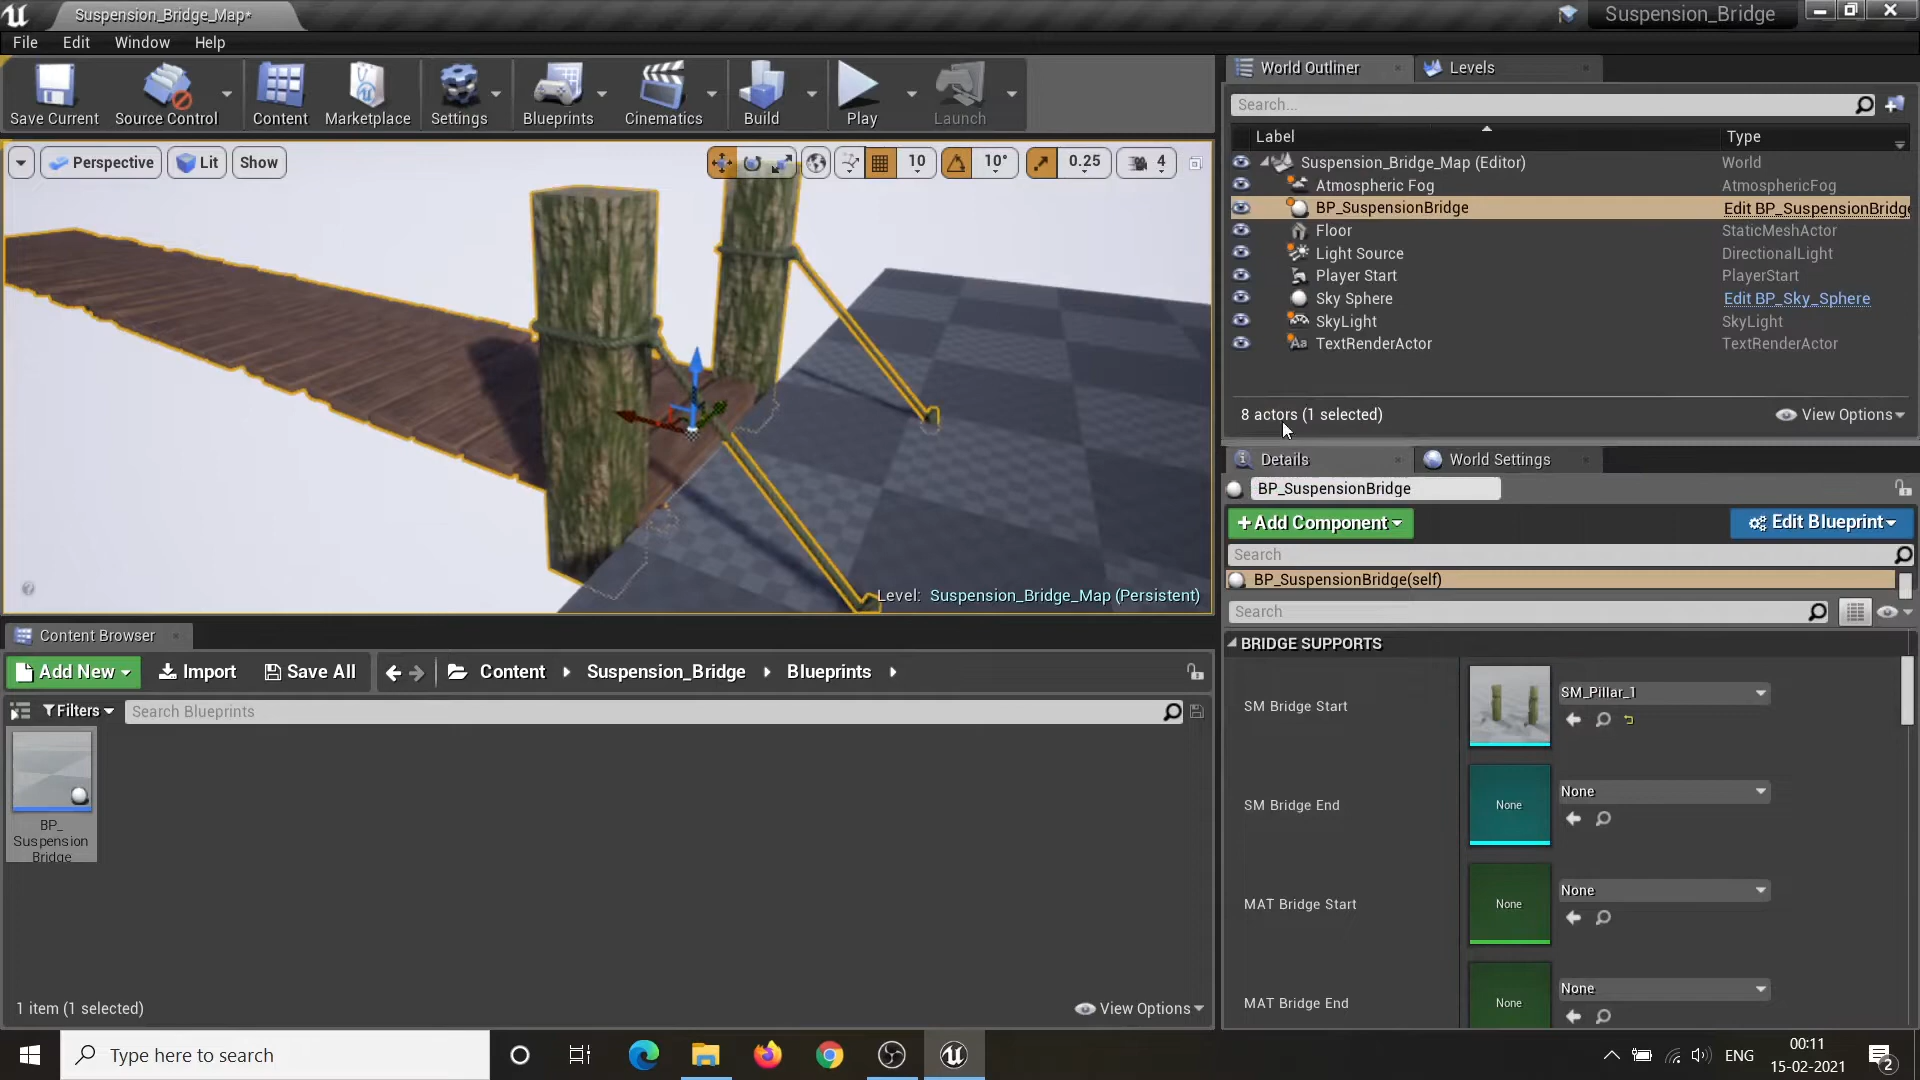 Suspension_Bridge_Map*
Suspension_Bridge
File Edit Window Help
World Outliner Levels
Save Current Source Control Content Marketplace Settings Blueprints Cinematics Build Play Launch
Search...
Label Type
Perspective Lit Show 10 10° 0.25 4
Suspension_Bridge_Map (Editor) World
Atmospheric Fog AtmosphericFog
BP_SuspensionBridge Edit BP_SuspensionBridge
Floor StaticMeshActor
Light Source DirectionalLight
Player Start PlayerStart
Sky Sphere Edit BP_Sky_Sphere
SkyLight SkyLight
TextRenderActor TextRenderActor
8 actors (1 selected) View Options
Details World Settings
BP_SuspensionBridge
+Add Component Edit Blueprint
Search
BP_SuspensionBridge(self)
Search
Level: Suspension_Bridge_Map (Persistent)
BRIDGE SUPPORTS
SM Bridge Start SM_Pillar_1
SM Bridge End None None
MAT Bridge Start None None
MAT Bridge End None None
Content Browser
Add New Import Save All Content Suspension_Bridge Blueprints
Filters Search Blueprints
BP_
Suspension
Bridge
1 item (1 selected) View Options
Type here to search
ENG
00:11
15-02-2021
2